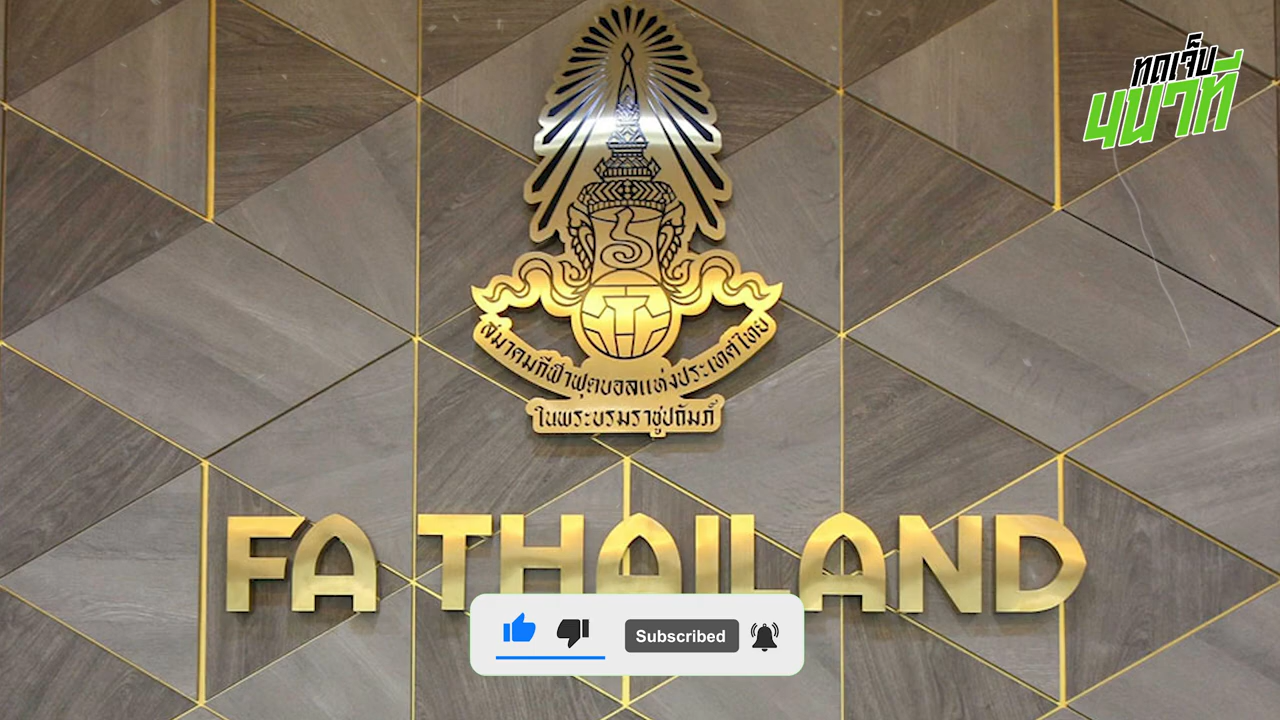 ทดเจ็บ
4นาที
สมาคมกีฬาฟุตบอลแห่งประเทศไทย
ในพระบรมราชูปถัมภ์
FA THAILAND
Subscribed